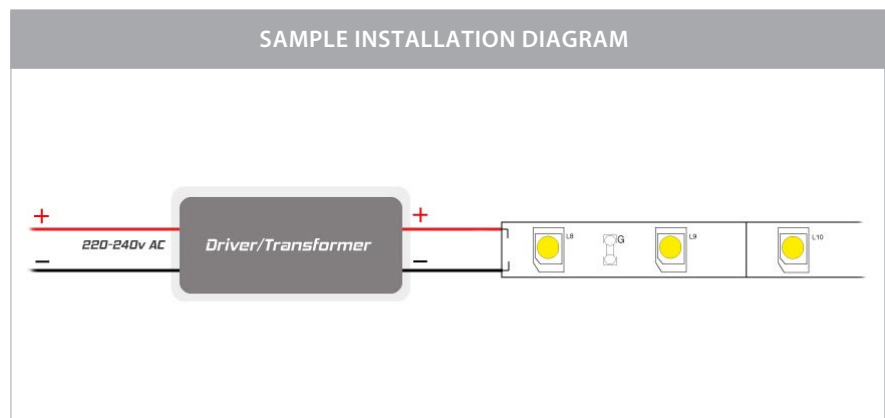 SAMPLE INSTALLATION DIAGRAM
+ +
220-240v AC Driver/Transformer
− −
L8 G L9 L10